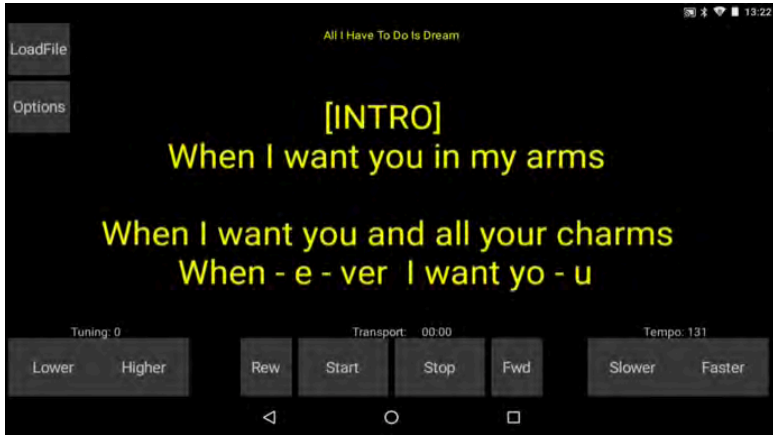 13:22
All I Have To Do Is Dream
LoadFile
Options
[INTRO]
When I want you in my arms
When I want you and all your charms
When - e - ver I want yo - u
Tuning: 0
Transport: 00:00
Tempo: 131
Lower Higher
Rew
Start
Stop
Fwd
Slower Faster